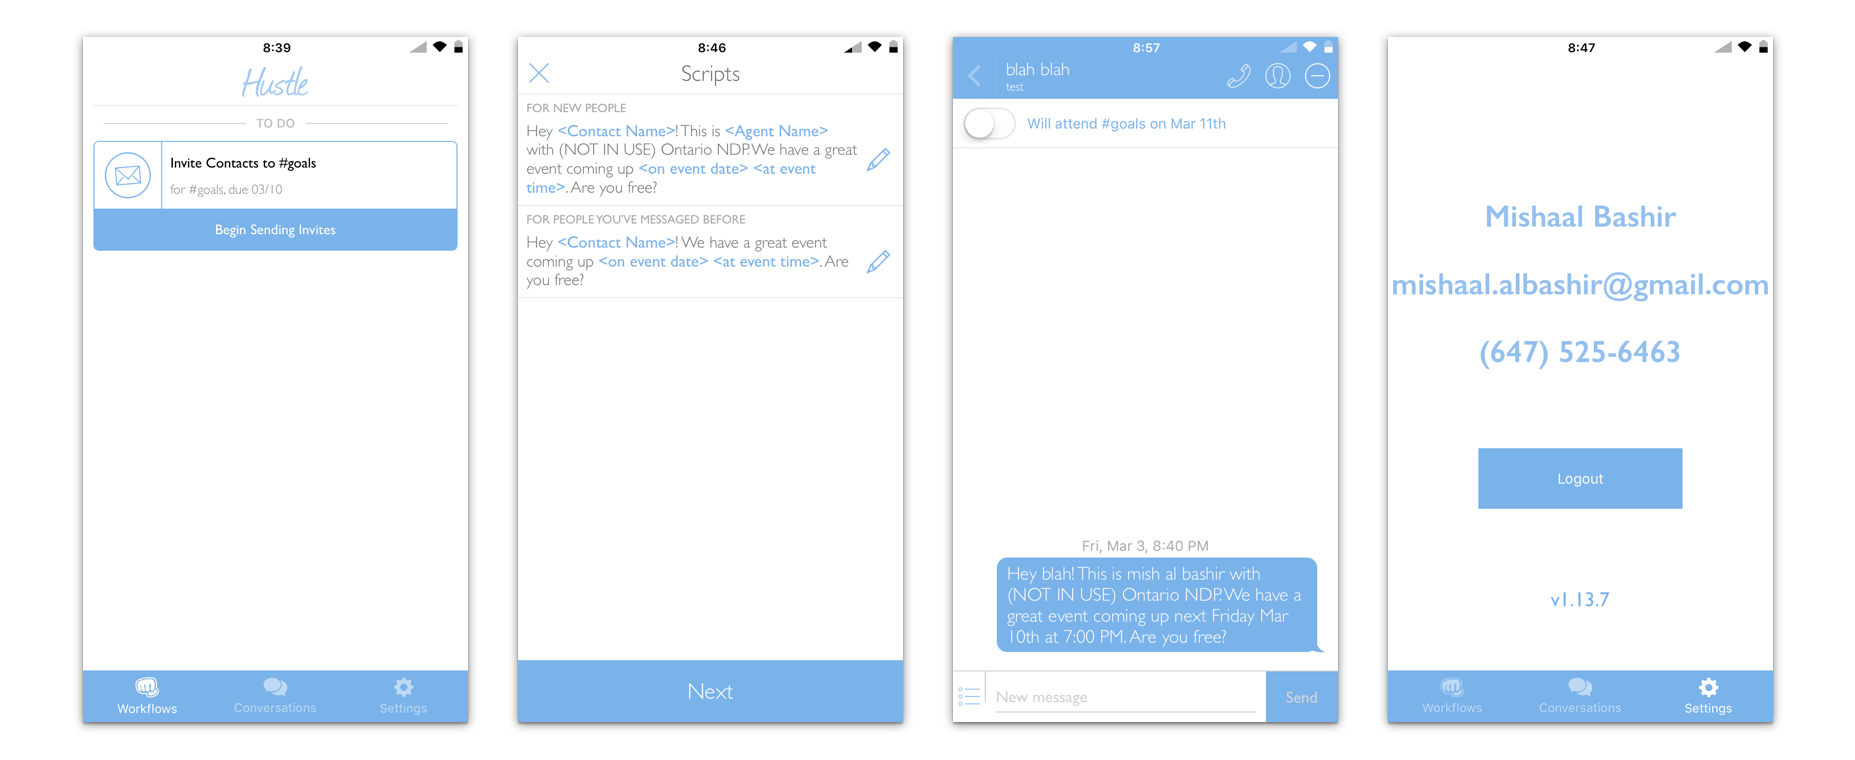 8:39
Hustle
TO DO
Invite Contacts to #goals
for #goals, due 03/10
Begin Sending Invites
Workflows
Conversations
Settings
8:46
Scripts
FOR NEW PEOPLE
Hey <Contact Name>! This is <Agent Name>
with (NOT IN USE) Ontario NDP. We have a great
event coming up <on event date> <at event
time>. Are you free?
FOR PEOPLE YOU'VE MESSAGED BEFORE
Hey <Contact Name>! We have a great event
coming up <on event date> <at event time>. Are
you free?
Next
8:57
blah blah
test
Will attend #goals on Mar 11th
Fri, Mar 3, 8:40 PM
Hey blah! This is mish al bashir with
(NOT IN USE) Ontario NDP. We have a
great event coming up next Friday Mar
10th at 7:00 PM. Are you free?
New message
Send
8:47
Mishaal Bashir
mishaal.albashir@gmail.com
(647) 525-6463
Logout
v1.13.7
Workflows
Conversations
Settings